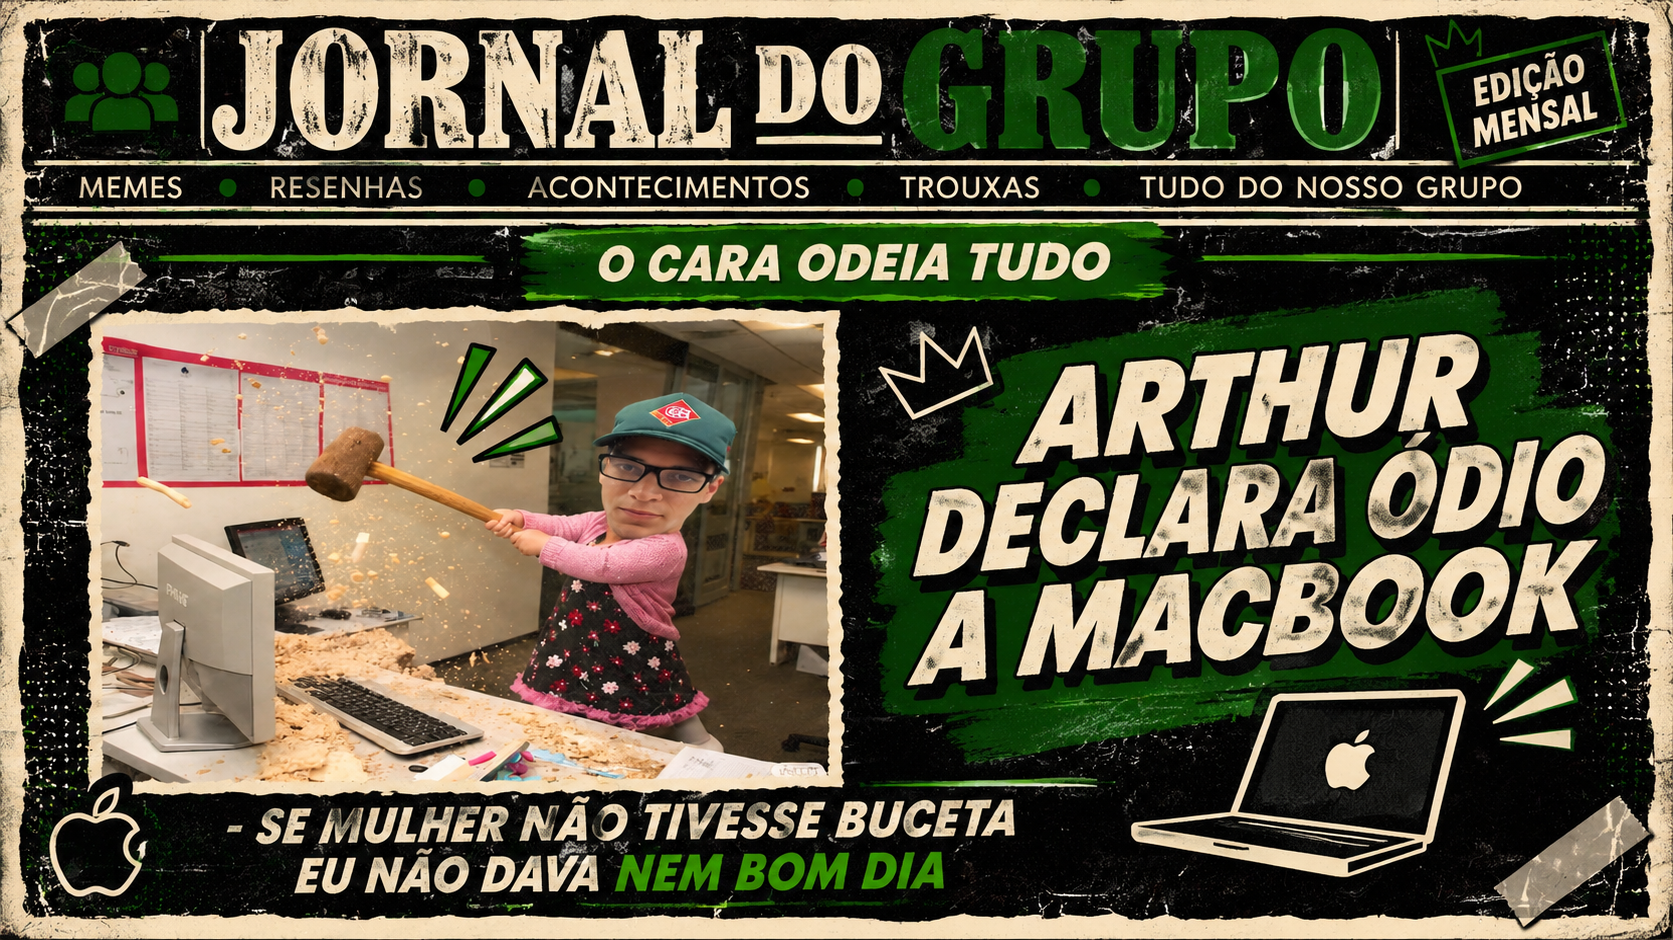 JORNAL DO GRUPO
EDIÇÃO
MENSAL
MEMES • RESENHAS • ACONTECIMENTOS • TROUXAS • TUDO DO NOSSO GRUPO
O CARA ODEIA TUDO
ARTHUR
DECLARA ÓDIO
A MACBOOK
- SE MULHER NÃO TIVESSE BUCETA
EU NÃO DAVA NEM BOM DIA